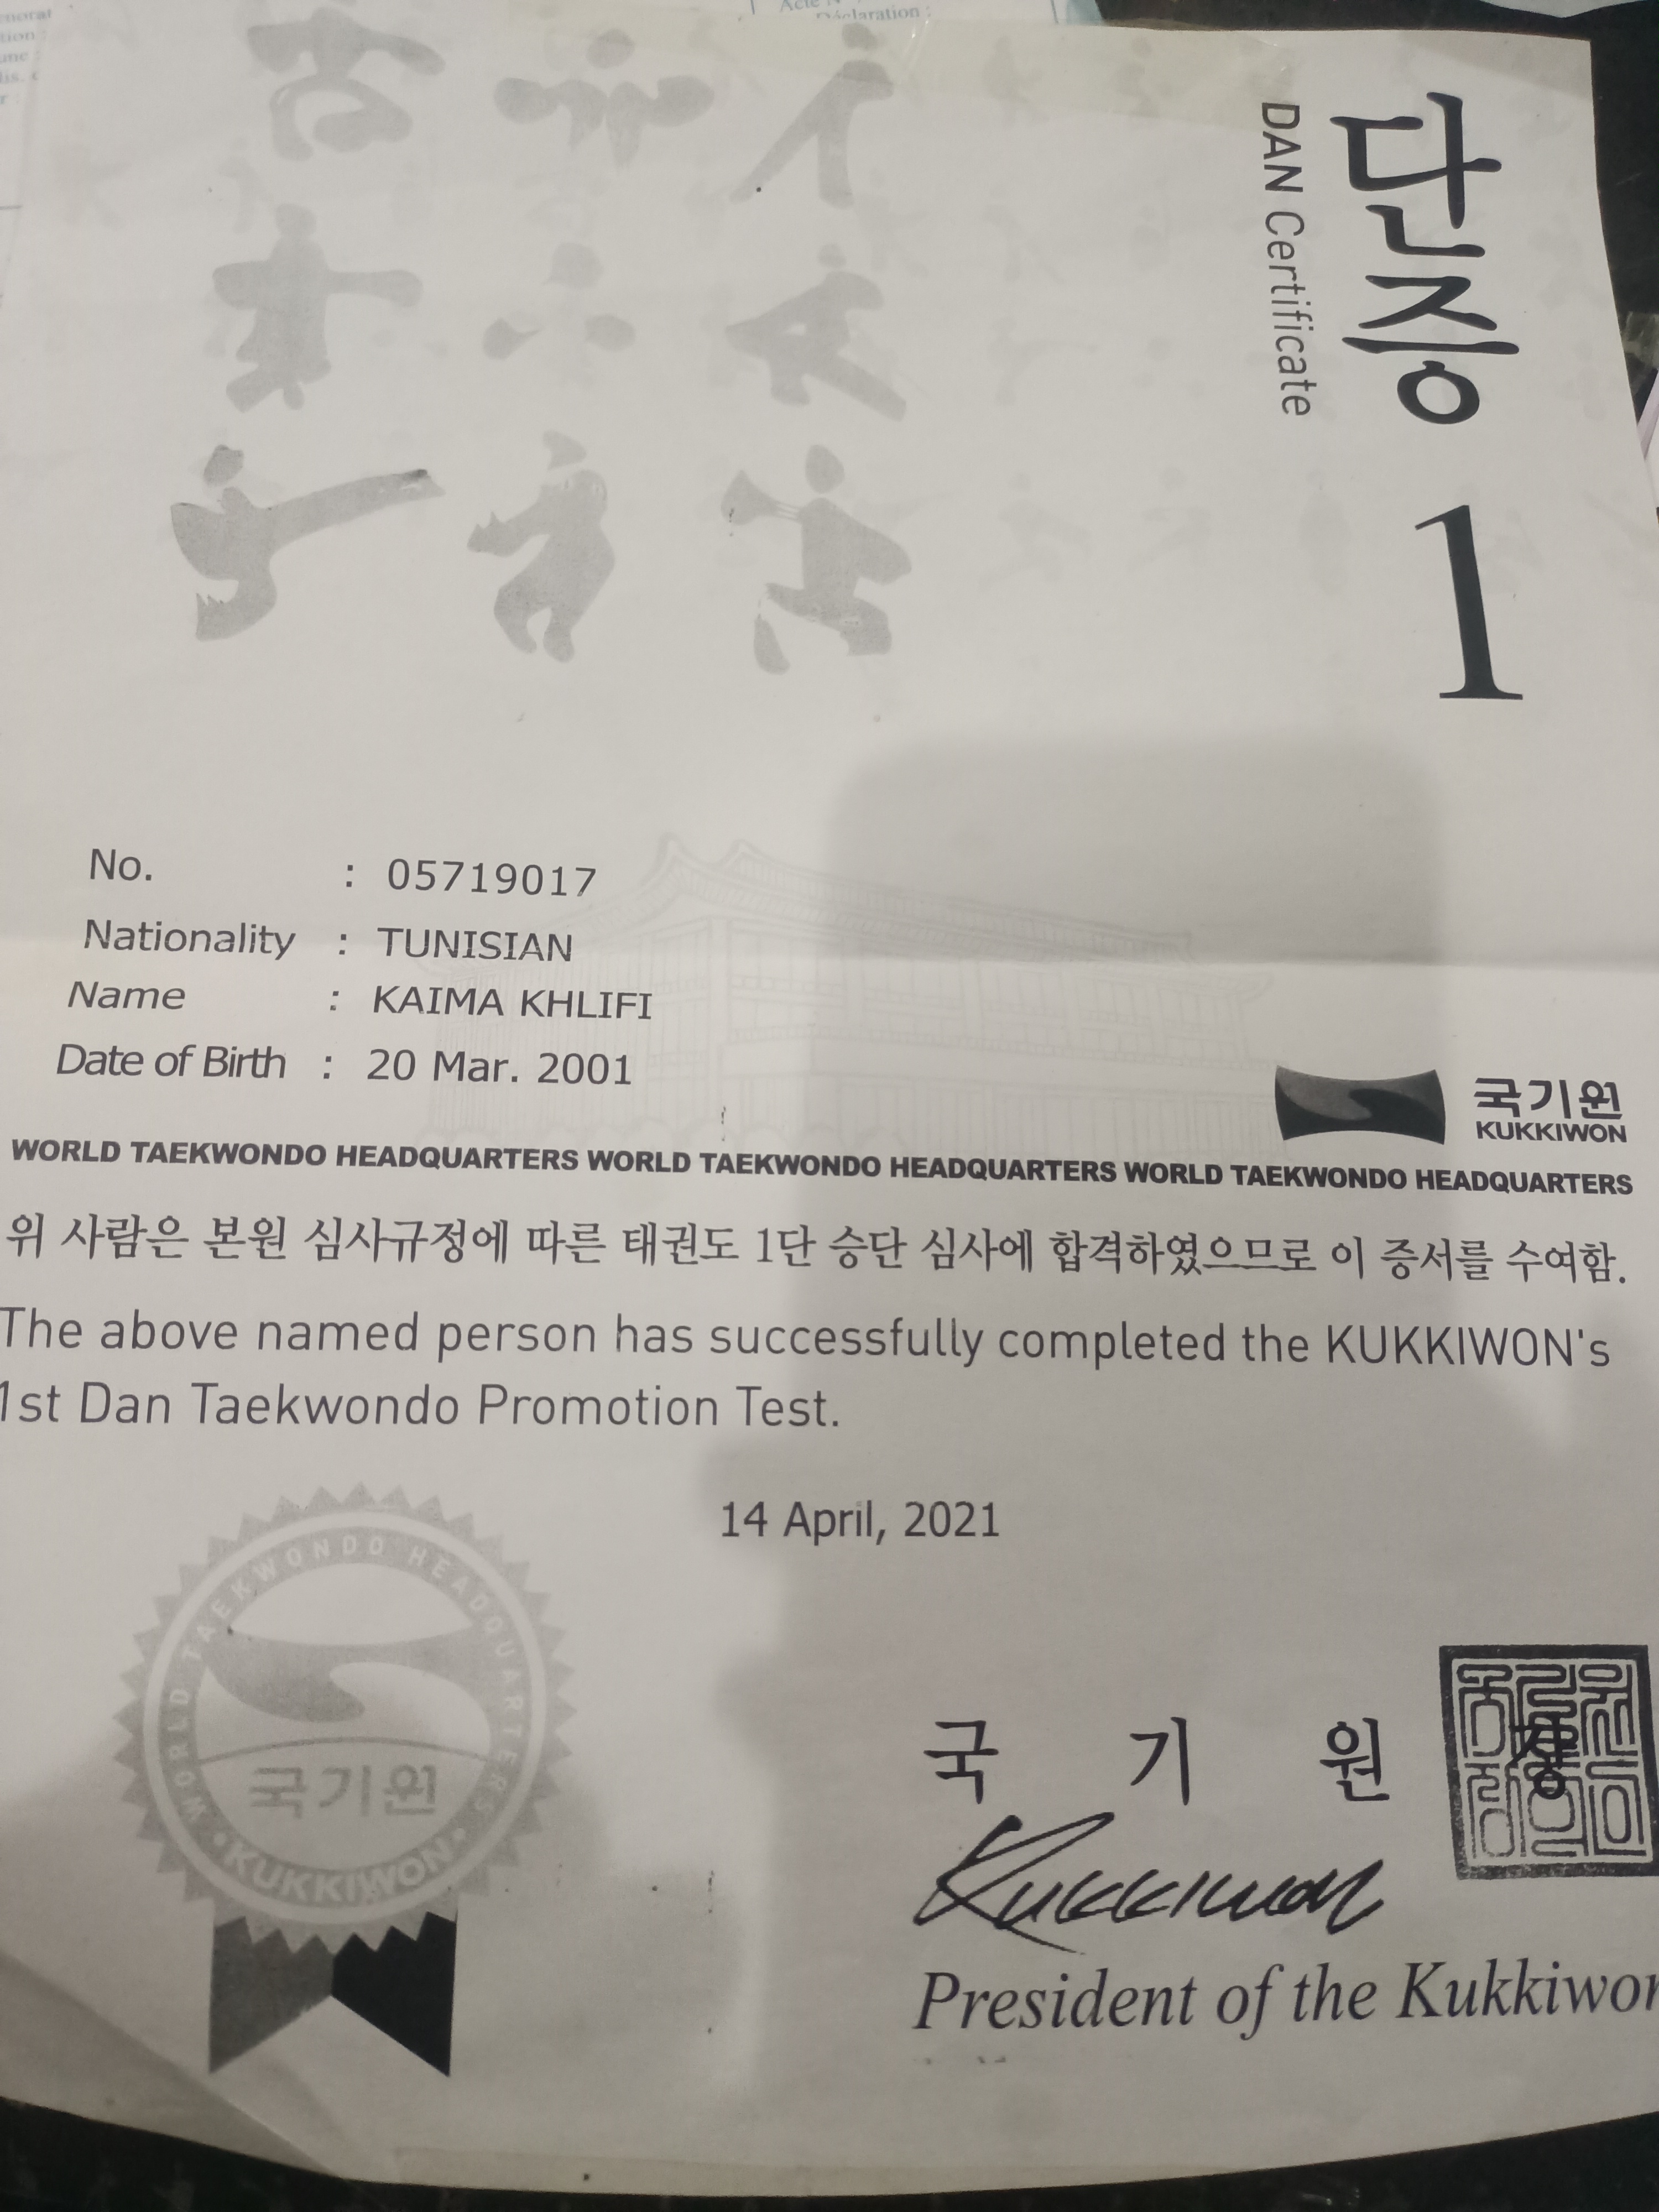 Acte N
Déclaration :
단증
DAN Certificate
1
No. : 05719017
Nationality : TUNISIAN
Name : KAIMA KHLIFI
Date of Birth : 20 Mar. 2001
국기원
KUKKIWON
WORLD TAEKWONDO HEADQUARTERS WORLD TAEKWONDO HEADQUARTERS WORLD TAEKWONDO HEADQUARTERS
위 사람은 본원 심사규정에 따른 태권도 1단 승단 심사에 합격하였으므로 이 증서를 수여함.
The above named person has successfully completed the KUKKIWON's
1st Dan Taekwondo Promotion Test.
14 April, 2021
WORLD TAEKWONDO HEADQUARTERS
국기원
KUKKIWON
국 기 원
Kukkiwon
President of the Kukkiwon